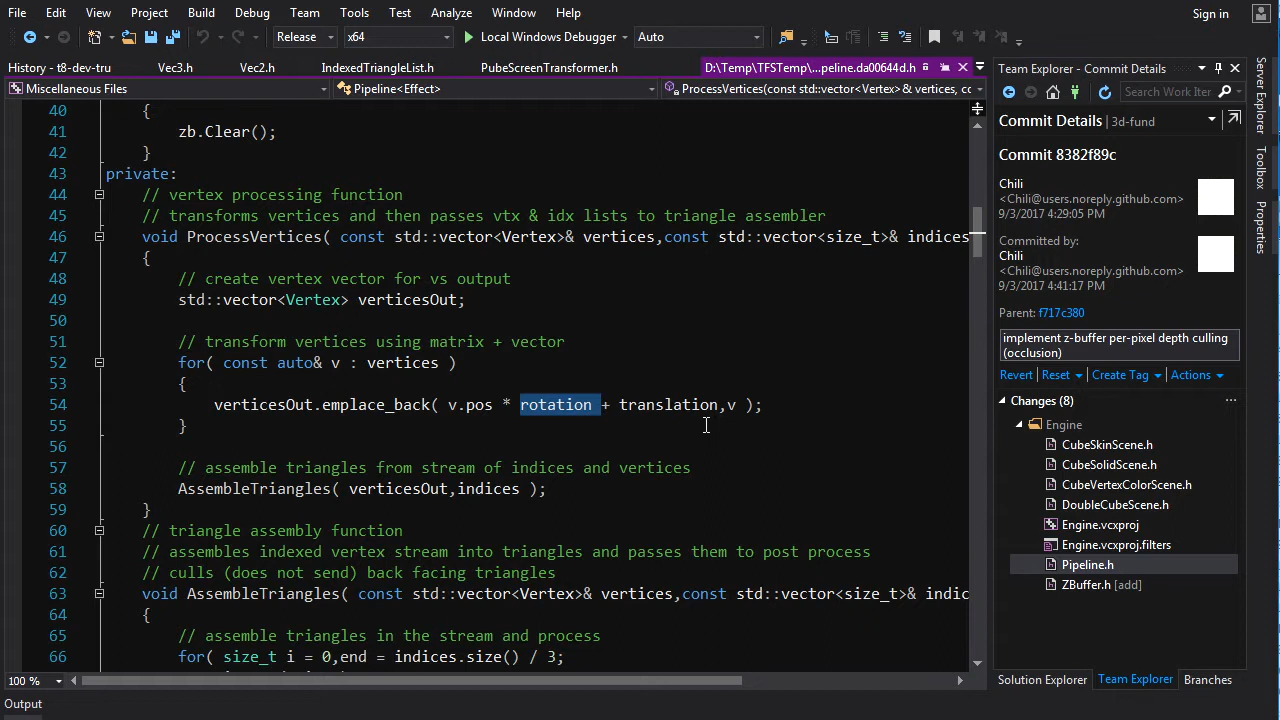 File Edit View Project Build Debug Team Tools Test Analyze Window Help Sign in
Release x64 Local Windows Debugger Auto
History - t8-dev-tru Vec3.h Vec2.h IndexedTriangleList.h PubeScreenTransformer.h D:\Temp\TFSTemp\...peline.da00644d.h
Miscellaneous Files Pipeline<Effect> ProcessVertices(const std::vector<Vertex> & vertices, cc
40 {
41 zb.Clear();
42 }
43 private:
44 // vertex processing function
45 // transforms vertices and then passes vtx & idx lists to triangle assembler
46 void ProcessVertices( const std::vector<Vertex>& vertices,const std::vector<size_t>& indices
47 {
48 // create vertex vector for vs output
49 std::vector<Vertex> verticesOut;
50
51 // transform vertices using matrix + vector
52 for( const auto& v : vertices )
53 {
54 verticesOut.emplace_back( v.pos * rotation + translation,v );
55 }
56
57 // assemble triangles from stream of indices and vertices
58 AssembleTriangles( verticesOut,indices );
59 }
60 // triangle assembly function
61 // assembles indexed vertex stream into triangles and passes them to post process
62 // culls (does not send) back facing triangles
63 void AssembleTriangles( const std::vector<Vertex>& vertices,const std::vector<size_t>& indic
64 {
65 // assemble triangles in the stream and process
66 for( size_t i = 0,end = indices.size() / 3;
100 %
Output
Team Explorer - Commit Details
Search Work Iter
Commit Details 3d-fund
Commit 8382f89c
Chili
<Chili@users.noreply.github.com>
9/3/2017 4:29:05 PM
Committed by:
Chili
<Chili@users.noreply.github.com>
9/3/2017 4:41:17 PM
Parent: f717c380
implement z-buffer per-pixel depth culling
(occlusion)
Revert Reset Create Tag Actions
Changes (8)
Engine
CubeSkinScene.h
CubeSolidScene.h
CubeVertexColorScene.h
DoubleCubeScene.h
Engine.vcxproj
Engine.vcxproj.filters
Pipeline.h
ZBuffer.h [add]
Solution Explorer Team Explorer Branches
Server Explorer
Toolbox
Properties